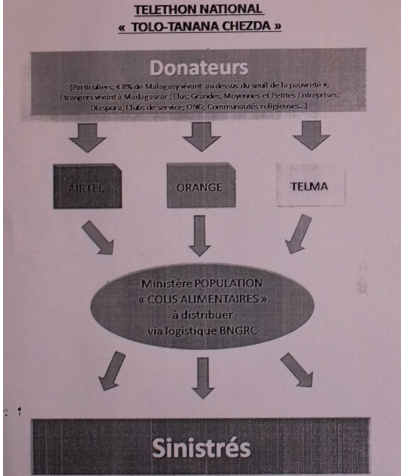 TELETHON NATIONAL
« TOLO-TANANA CHEZDA »
Donateurs
(Particuliers; « 8% de Malagasy vivant au dessus du seuil de la pauvreté »;
Etrangers vivant à Madagascar ; Elus; Grandes, Moyennes et Petites Entreprises;
Diaspora; Clubs de service; ONG; Communautés religieuses...)
AIRTEL
ORANGE
TELMA
Ministère POPULATION
« COLIS ALIMENTAIRES »
à distribuer
via logistique BNGRC
Sinistrés